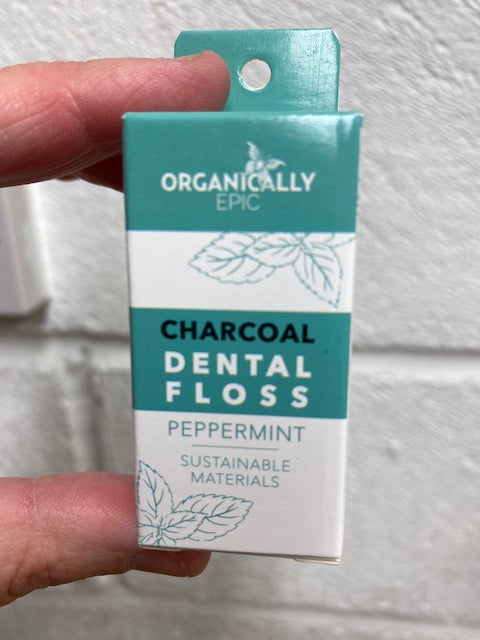 ORGANICALLY
EPIC
CHARCOAL
DENTAL
FLOSS
PEPPERMINT
SUSTAINABLE
MATERIALS